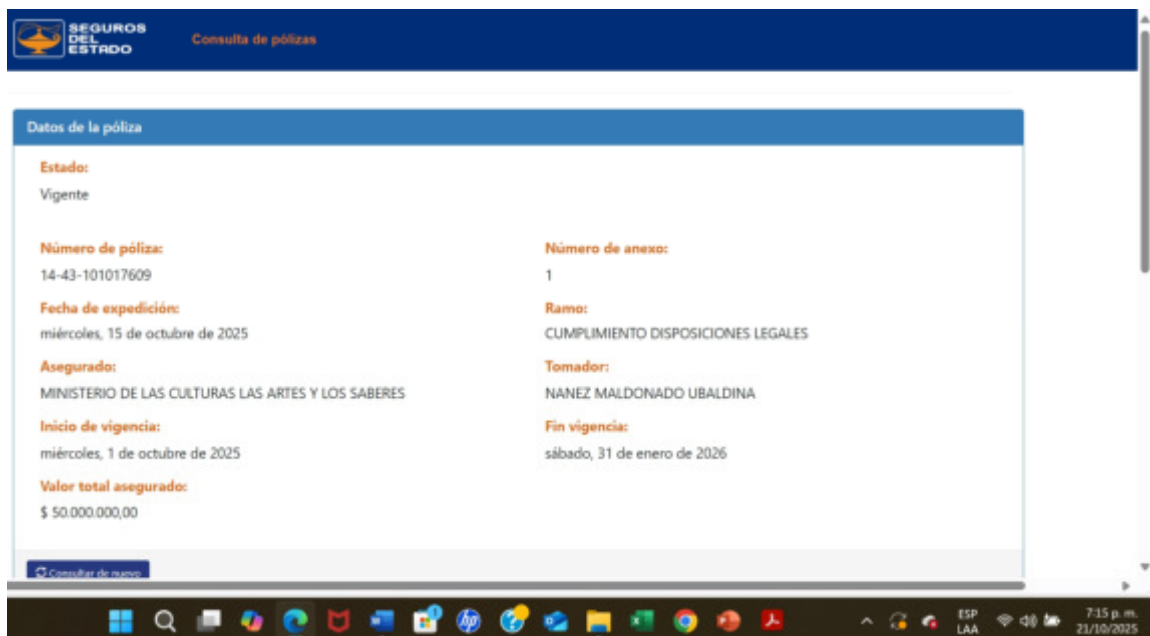 SEGUROS
DEL
ESTADO
Consulta de pólizas
Datos de la póliza
Estado:
Vigente
Número de póliza:
14-43-101017609
Número de anexo:
1
Fecha de expedición:
miércoles, 15 de octubre de 2025
Ramo:
CUMPLIMIENTO DISPOSICIONES LEGALES
Asegurado:
MINISTERIO DE LAS CULTURAS LAS ARTES Y LOS SABERES
Tomador:
NANEZ MALDONADO UBALDINA
Inicio de vigencia:
miércoles, 1 de octubre de 2025
Fin vigencia:
sábado, 31 de enero de 2026
Valor total asegurado:
$ 50.000.000,00
Consultar de nuevo
ESP
LAA
7:15 p. m.
21/10/2025